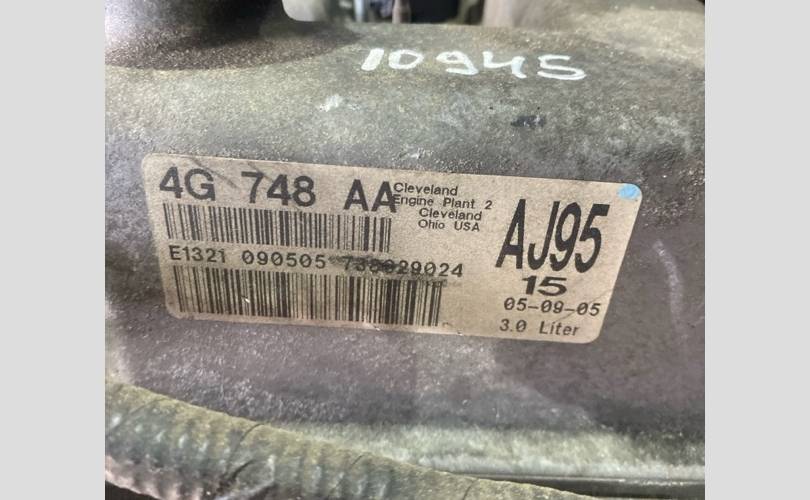 10945
4G 748 AA
Cleveland
Engine Plant 2
Cleveland
Ohio USA
AJ95
E1321 090505
15
05-09-05
3.0 Liter